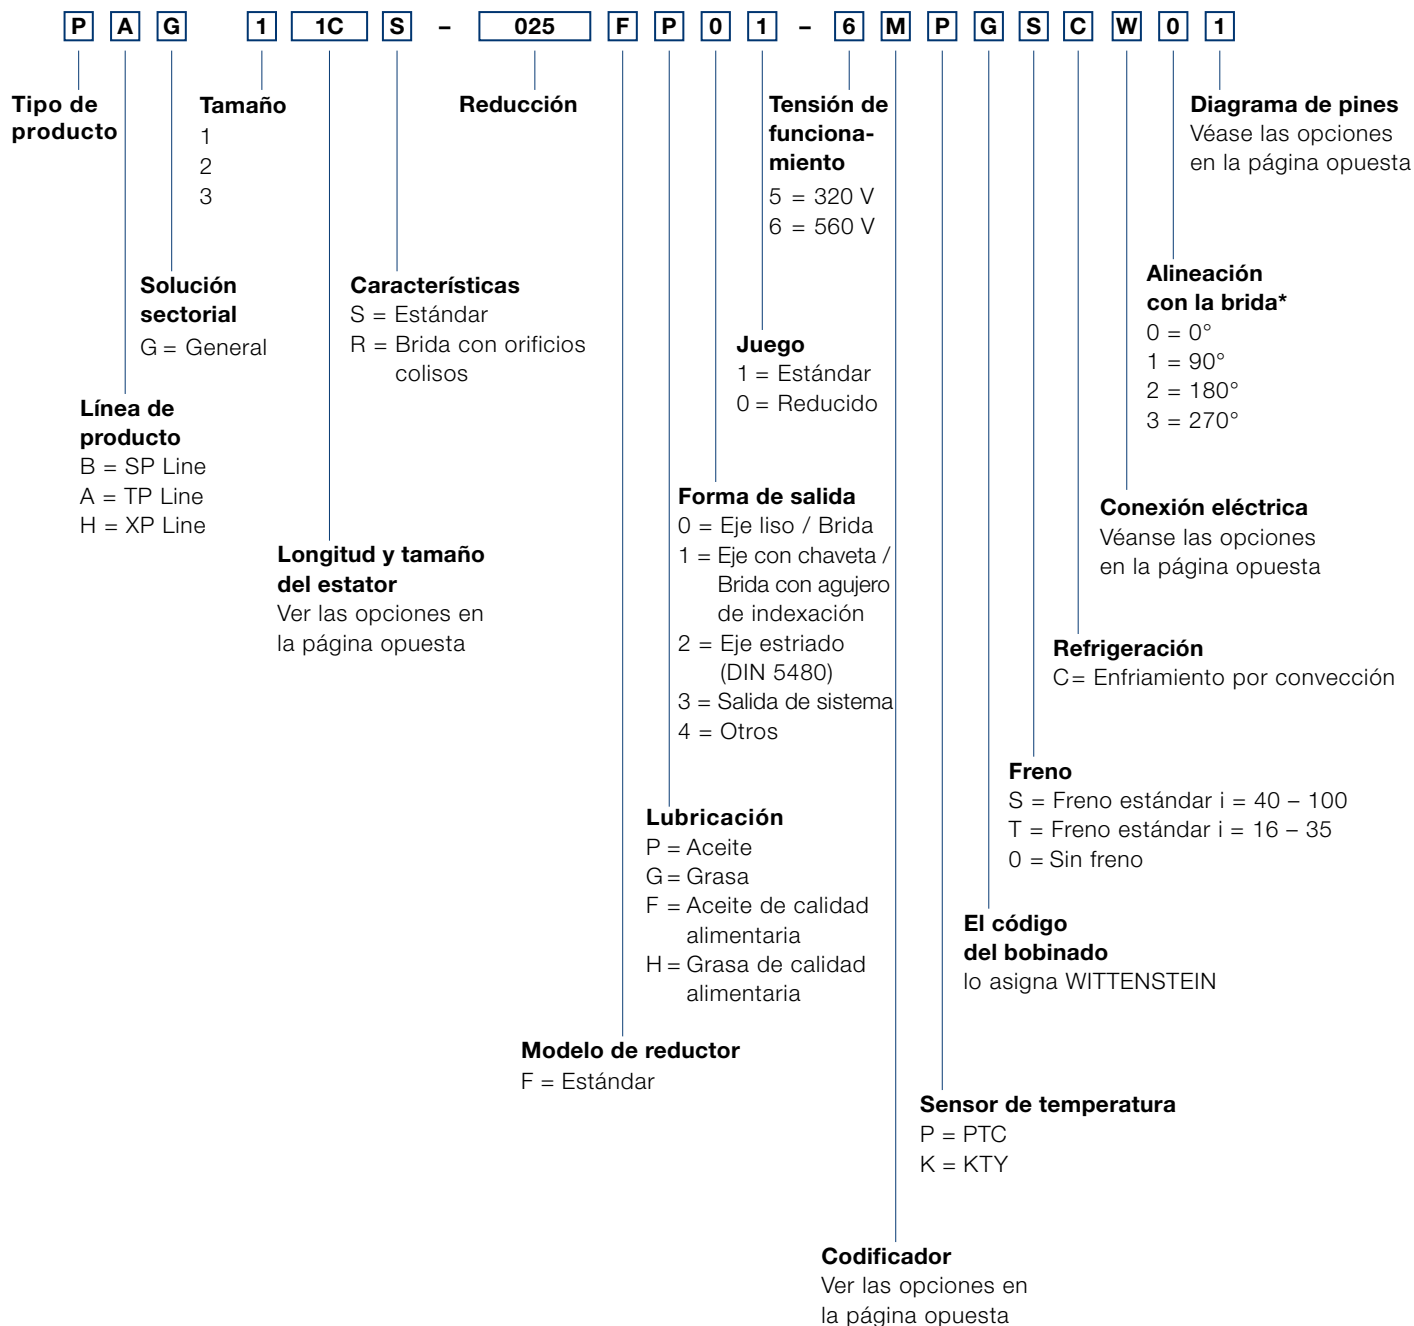 P A G 1 1C S – 025 F P 0 1 – 6 M P G S C W 0 1
Tipo de
producto
Tamaño
1
2
3
Reducción
Tensión de
funciona-
miento
5 = 320 V
6 = 560 V
Diagrama de pines
Véase las opciones
en la página opuesta
Solución
sectorial
G = General
Características
S = Estándar
R = Brida con orificios
colisos
Juego
1 = Estándar
0 = Reducido
Alineación
con la brida*
0 = 0°
1 = 90°
2 = 180°
3 = 270°
Línea de
producto
B = SP Line
A = TP Line
H = XP Line
Forma de salida
0 = Eje liso / Brida
1 = Eje con chaveta /
Brida con agujero
de indexación
2 = Eje estriado
(DIN 5480)
3 = Salida de sistema
4 = Otros
Conexión eléctrica
Véanse las opciones
en la página opuesta
Longitud y tamaño
del estator
Ver las opciones en
la página opuesta
Refrigeración
C = Enfriamiento por convección
Freno
S = Freno estándar i = 40 – 100
T = Freno estándar i = 16 – 35
0 = Sin freno
Lubricación
P = Aceite
G = Grasa
F = Aceite de calidad
alimentaria
H = Grasa de calidad
alimentaria
El código
del bobinado
lo asigna WITTENSTEIN
Modelo de reductor
F = Estándar
Sensor de temperatura
P = PTC
K = KTY
Codificador
Ver las opciones en
la página opuesta